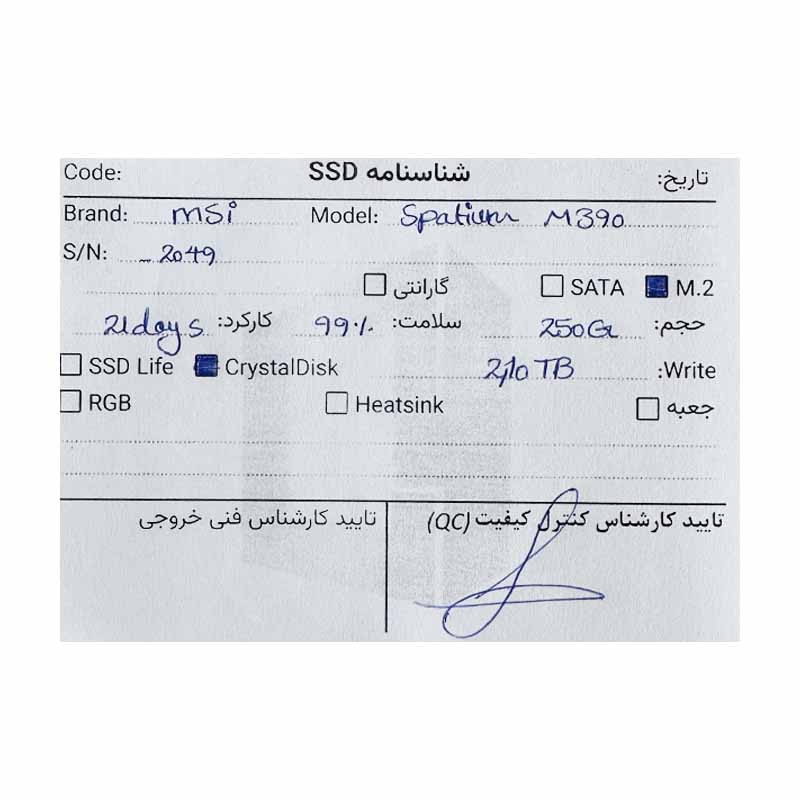 Code: شناسنامه SSD تاریخ:
Brand: msi Model: Spatium M390
S/N: _ 2049
گارانتی SATA M.2
حجم: 250G سلامت: 99% کارکرد: 21days
SSD Life CrystalDisk Write: 2,10 TB
RGB Heatsink جعبه
تایید کارشناس کنترل کیفیت (QC) تایید کارشناس فنی خروجی